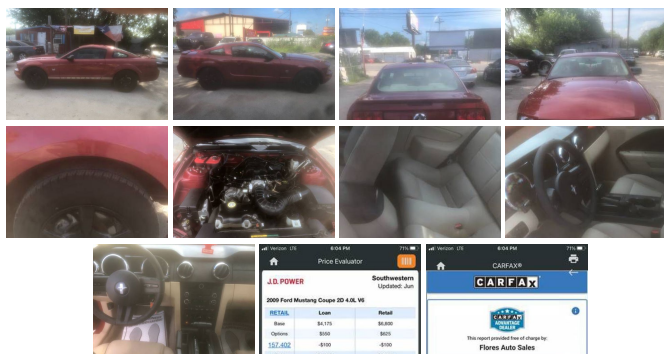 Verizon LTE 6:04 PM 71%
Price Evaluator
J.D. POWER
Southwestern
Updated: Jun
2009 Ford Mustang Coupe 2D 4.0L V6
RETAIL Loan Retail
Base $4,175 $6,800
Options $550 $625
157,402 -$100 -$100
Verizon LTE 6:04 PM 71%
CARFAX®
CARFAX
CARFAX
ADVANTAGE
DEALER
This report provided free of charge by:
Flores Auto Sales